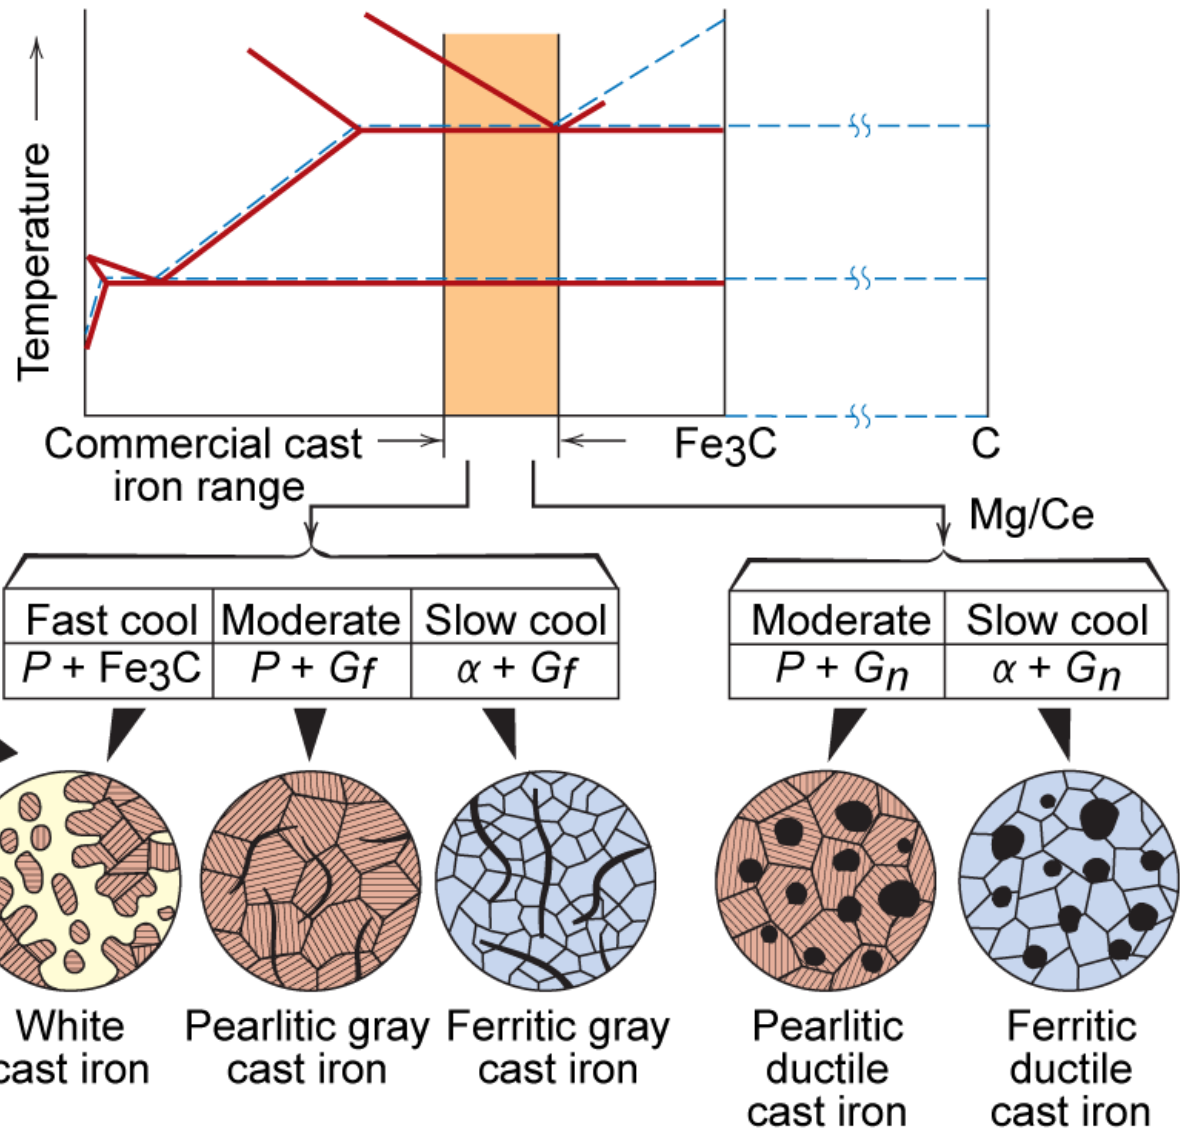 Temperature
Commercial cast
iron range
Fe3C
C
Mg/Ce
Fast cool
Moderate
Slow cool
P + Fe3C
P + Gf
α + Gf
Moderate
Slow cool
P + Gn
α + Gn
White
cast iron
Pearlitic gray
cast iron
Ferritic gray
cast iron
Pearlitic
ductile
cast iron
Ferritic
ductile
cast iron